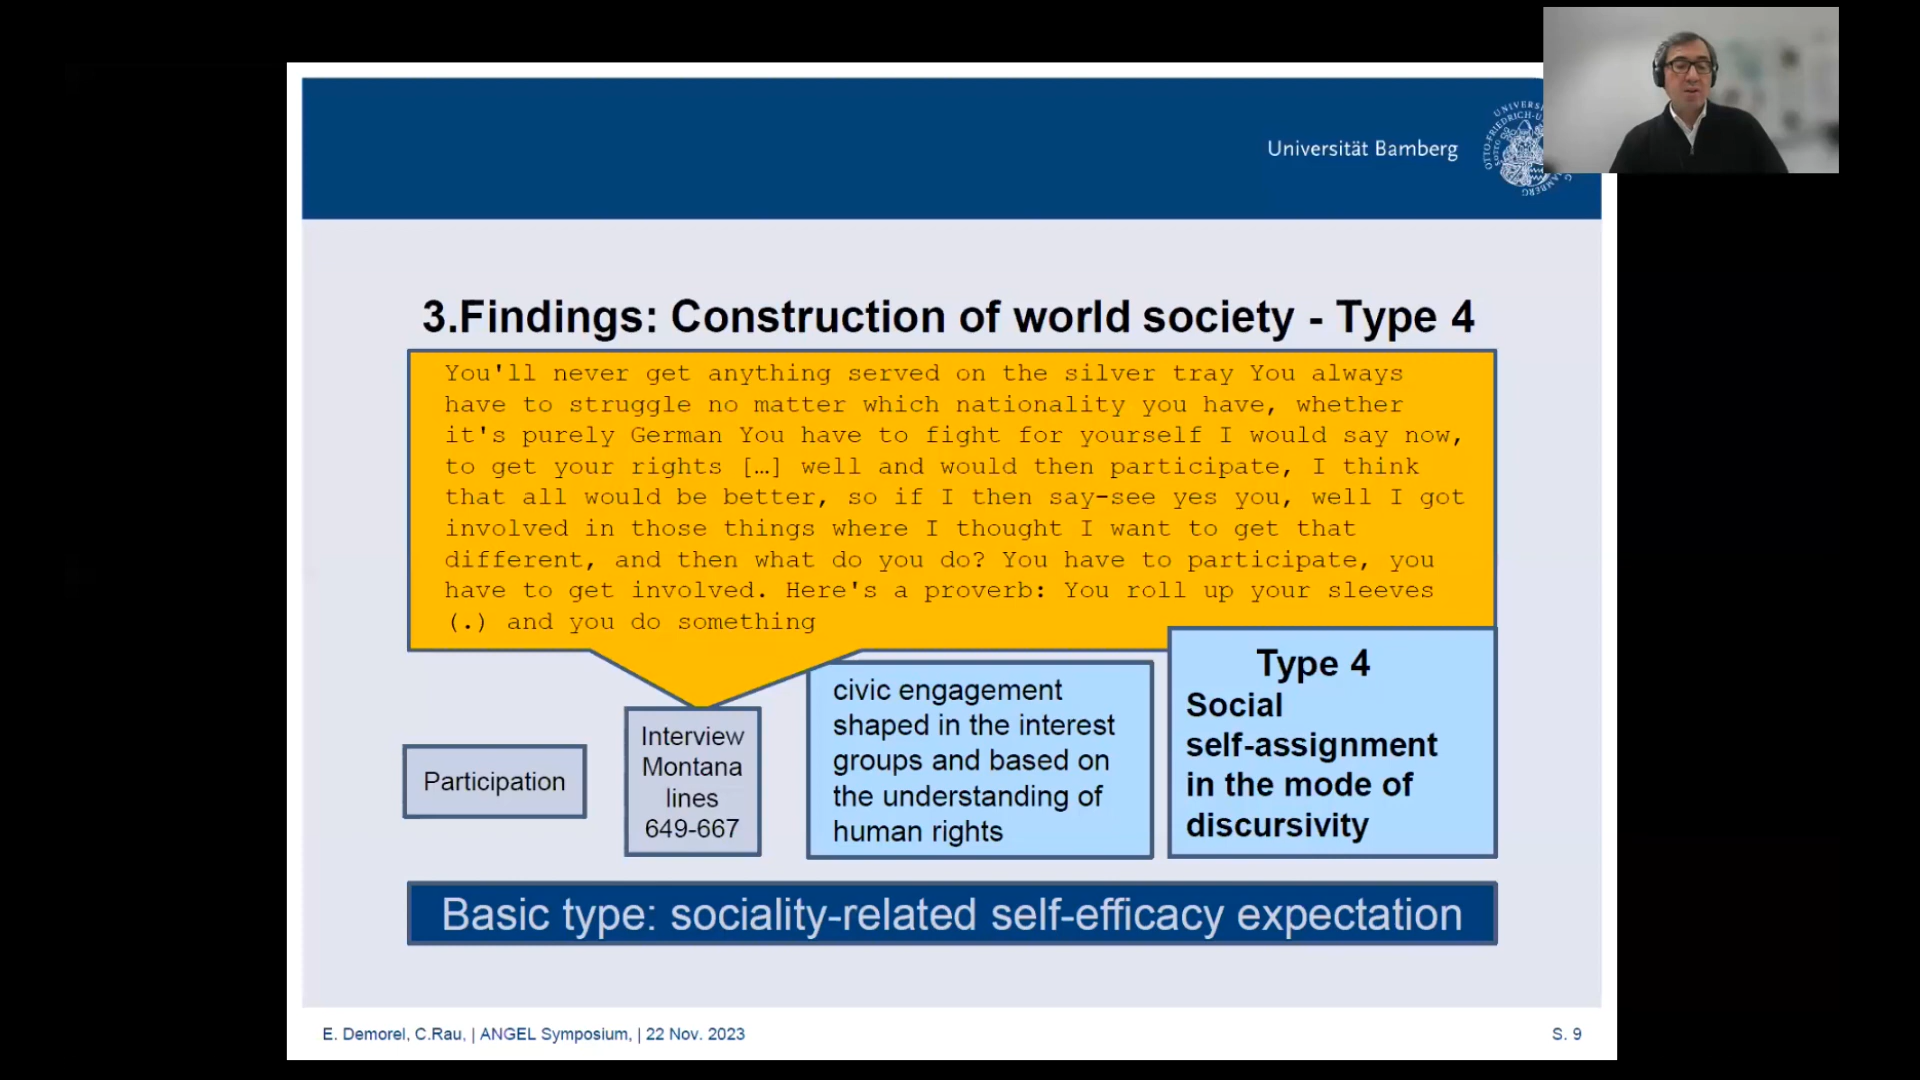 Universität Bamberg
3.Findings: Construction of world society - Type 4
You'll never get anything served on the silver tray You always
have to struggle no matter which nationality you have, whether
it's purely German You have to fight for yourself I would say now,
to get your rights […] well and would then participate, I think
that all would be better, so if I then say-see yes you, well I got
involved in those things where I thought I want to get that
different, and then what do you do? You have to participate, you
have to get involved. Here's a proverb: You roll up your sleeves
(.) and you do something
Participation
Interview
Montana
lines
649-667
civic engagement
shaped in the interest
groups and based on
the understanding of
human rights
Type 4
Social
self-assignment
in the mode of
discursivity
Basic type: sociality-related self-efficacy expectation
E. Demorel, C.Rau, | ANGEL Symposium, | 22 Nov. 2023
S. 9